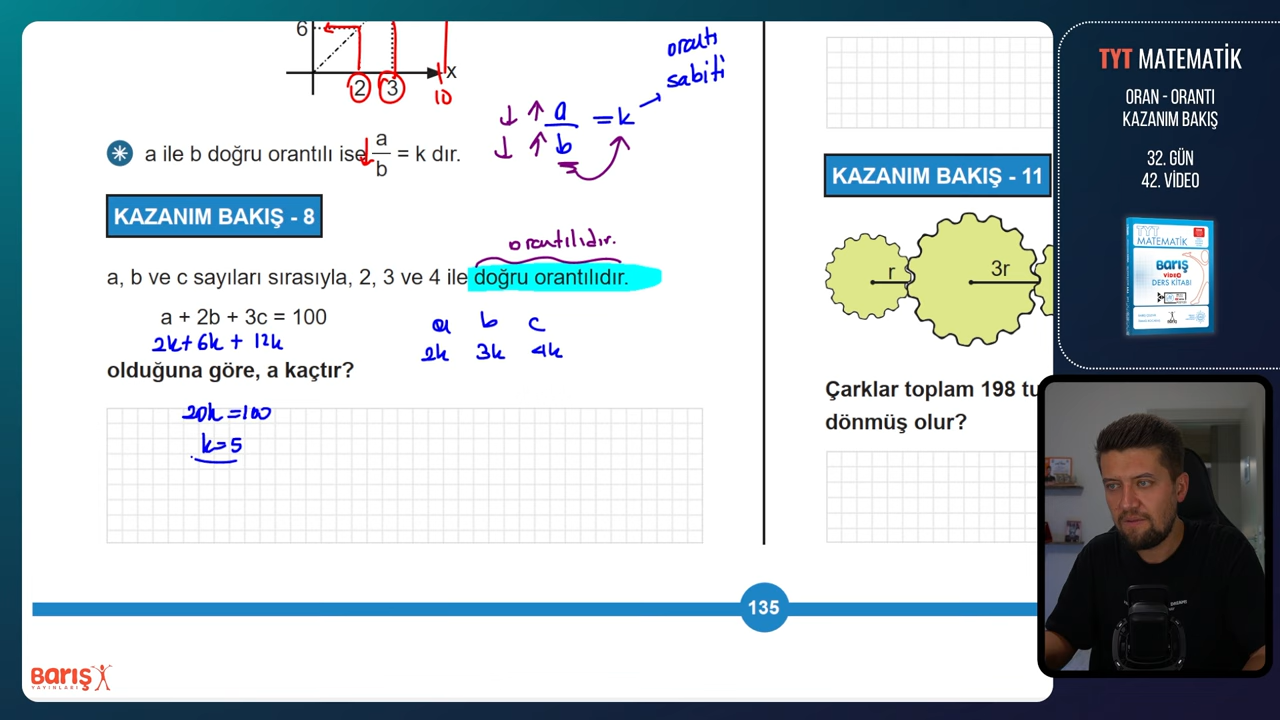 6
2
3
10
x
a ile b doğru orantılı ise a/b = k dır.
↓ ↑ a
↓ ↑ b
= k
orantı
sabiti
KAZANIM BAKIŞ - 8
orantılıdır.
a, b ve c sayıları sırasıyla, 2, 3 ve 4 ile doğru orantılıdır.
a + 2b + 3c = 100
2k + 6k + 12k
a b c
2k 3k 4k
olduğuna göre, a kaçtır?
20k = 100
k = 5
KAZANIM BAKIŞ - 11
r
3r
Çarklar toplam 198 tu
dönmüş olur?
135
BARIŞ
YAYINLARI
TYT MATEMATİK
ORAN - ORANTI
KAZANIM BAKIŞ
32. GÜN
42. VİDEO
TYT
MATEMATİK
BARIŞ
VİDEO
DERS KİTABI